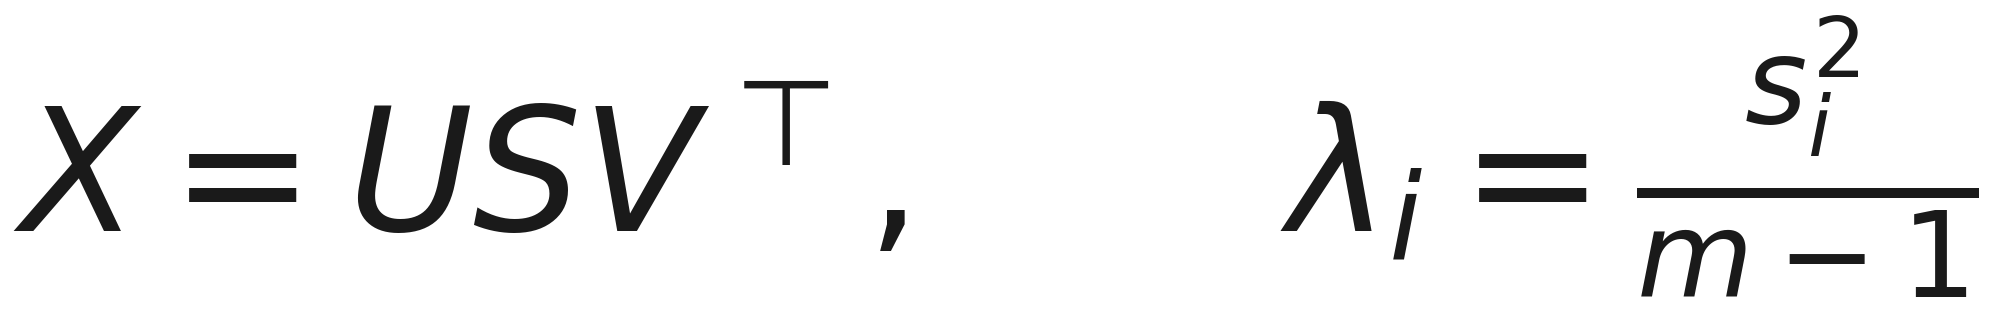 X = USV^⊤,    λ_i = s_i^2 / (m − 1)